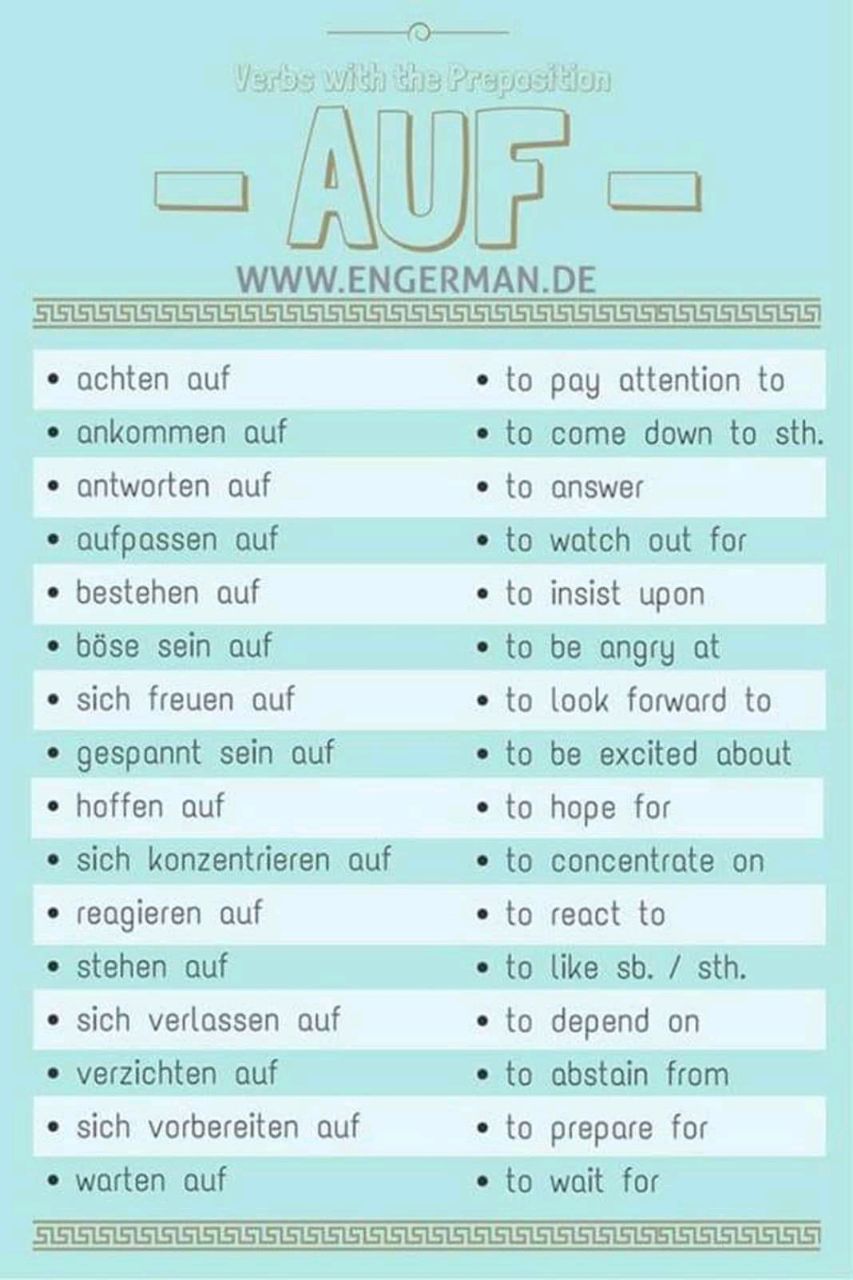 Verbs with the Preposition
- AUF -
WWW.ENGERMAN.DE
• achten auf • to pay attention to
• ankommen auf • to come down to sth.
• antworten auf • to answer
• aufpassen auf • to watch out for
• bestehen auf • to insist upon
• böse sein auf • to be angry at
• sich freuen auf • to look forward to
• gespannt sein auf • to be excited about
• hoffen auf • to hope for
• sich konzentrieren auf • to concentrate on
• reagieren auf • to react to
• stehen auf • to like sb. / sth.
• sich verlassen auf • to depend on
• verzichten auf • to abstain from
• sich vorbereiten auf • to prepare for
• warten auf • to wait for